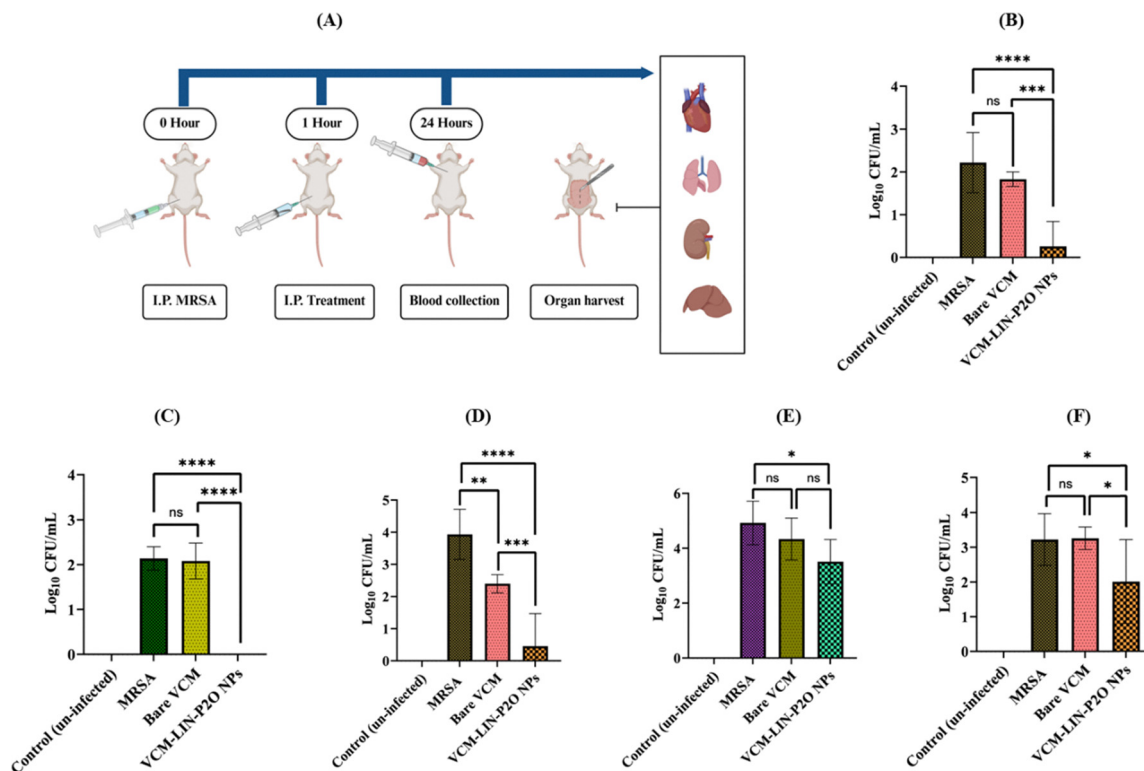 (A)
0 Hour
1 Hour
24 Hours
I.P. MRSA
I.P. Treatment
Blood collection
Organ harvest
(B)
****
***
ns
Log₁₀ CFU/mL
4
3
2
1
0
Control (un-infected)
MRSA
Bare VCM
VCM-LIN-P2O NPs
(C)
****
****
ns
Log₁₀ CFU/mL
4
3
2
1
0
Control (un-infected)
MRSA
Bare VCM
VCM-LIN-P2O NPs
(D)
****
**
***
Log₁₀ CFU/mL
5
4
3
2
1
0
Control (un-infected)
MRSA
Bare VCM
VCM-LIN-P2O NPs
(E)
*
ns
ns
Log₁₀ CFU/mL
6
4
2
0
Control (un-infected)
MRSA
Bare VCM
VCM-LIN-P2O NPs
(F)
*
ns
*
Log₁₀ CFU/mL
5
4
3
2
1
0
Control (un-infected)
MRSA
Bare VCM
VCM-LIN-P2O NPs